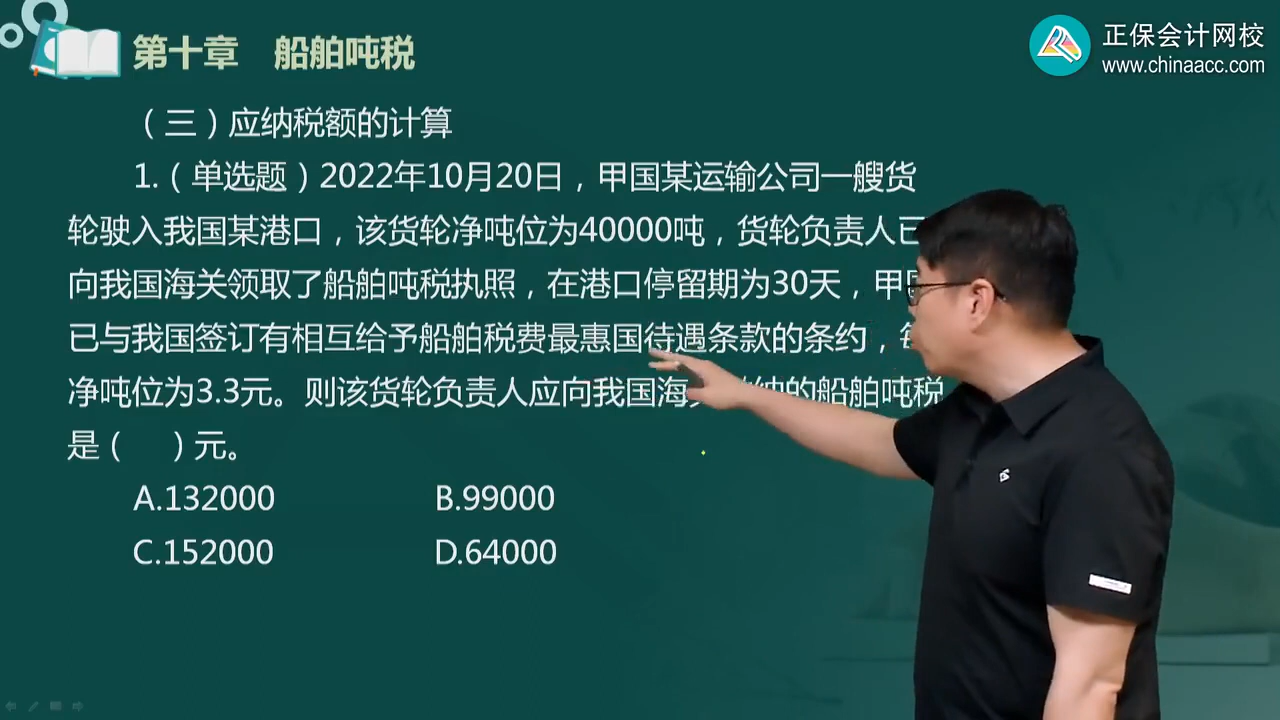 第十章 船舶吨税
正保会计网校
www.chinaacc.com
（三）应纳税额的计算
1.（单选题）2022年10月20日，甲国某运输公司一艘货
轮驶入我国某港口，该货轮净吨位为40000吨，货轮负责人已
向我国海关领取了船舶吨税执照，在港口停留期为30天，甲国
已与我国签订有相互给予船舶税费最惠国待遇条款的条约，每
净吨位为3.3元。则该货轮负责人应向我国海 纳的船舶吨税
是（ ）元。
A.132000 B.99000
C.152000 D.64000